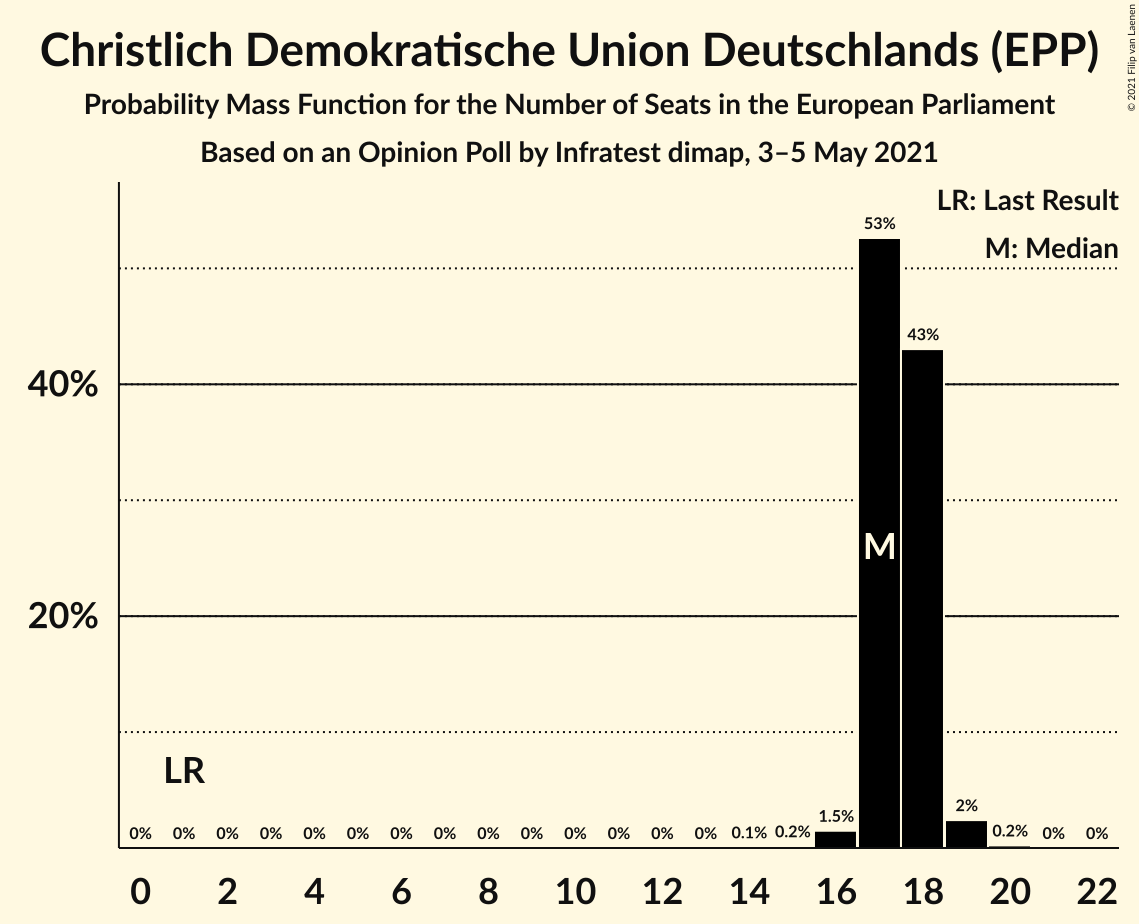 Christlich Demokratische Union Deutschlands (EPP)
Probability Mass Function for the Number of Seats in the European Parliament
Based on an Opinion Poll by Infratest dimap, 3–5 May 2021
© 2021 Filip van Laenen
LR: Last Result
M: Median
53%
43%
40%
M
20%
LR
0% 0% 0% 0% 0% 0% 0% 0% 0% 0% 0% 0% 0% 0% 0.1% 0.2% 1.5% 2% 0.2% 0% 0%
0 2 4 6 8 10 12 14 16 18 20 22